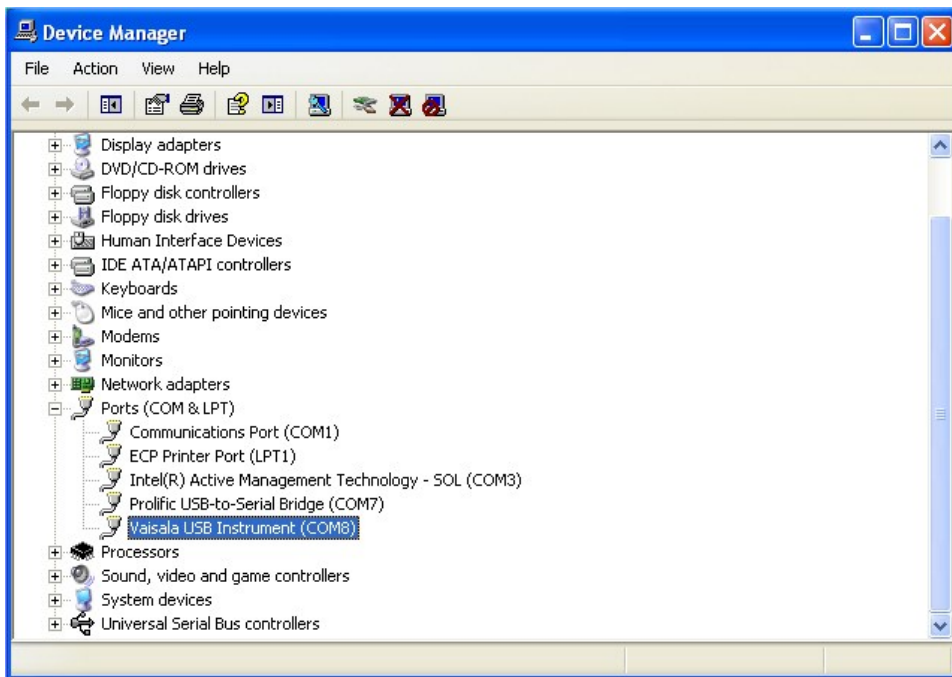 Device Manager
File Action View Help
Display adapters
DVD/CD-ROM drives
Floppy disk controllers
Floppy disk drives
Human Interface Devices
IDE ATA/ATAPI controllers
Keyboards
Mice and other pointing devices
Modems
Monitors
Network adapters
Ports (COM & LPT)
Communications Port (COM1)
ECP Printer Port (LPT1)
Intel(R) Active Management Technology - SOL (COM3)
Prolific USB-to-Serial Bridge (COM7)
Vaisala USB Instrument (COM8)
Processors
Sound, video and game controllers
System devices
Universal Serial Bus controllers